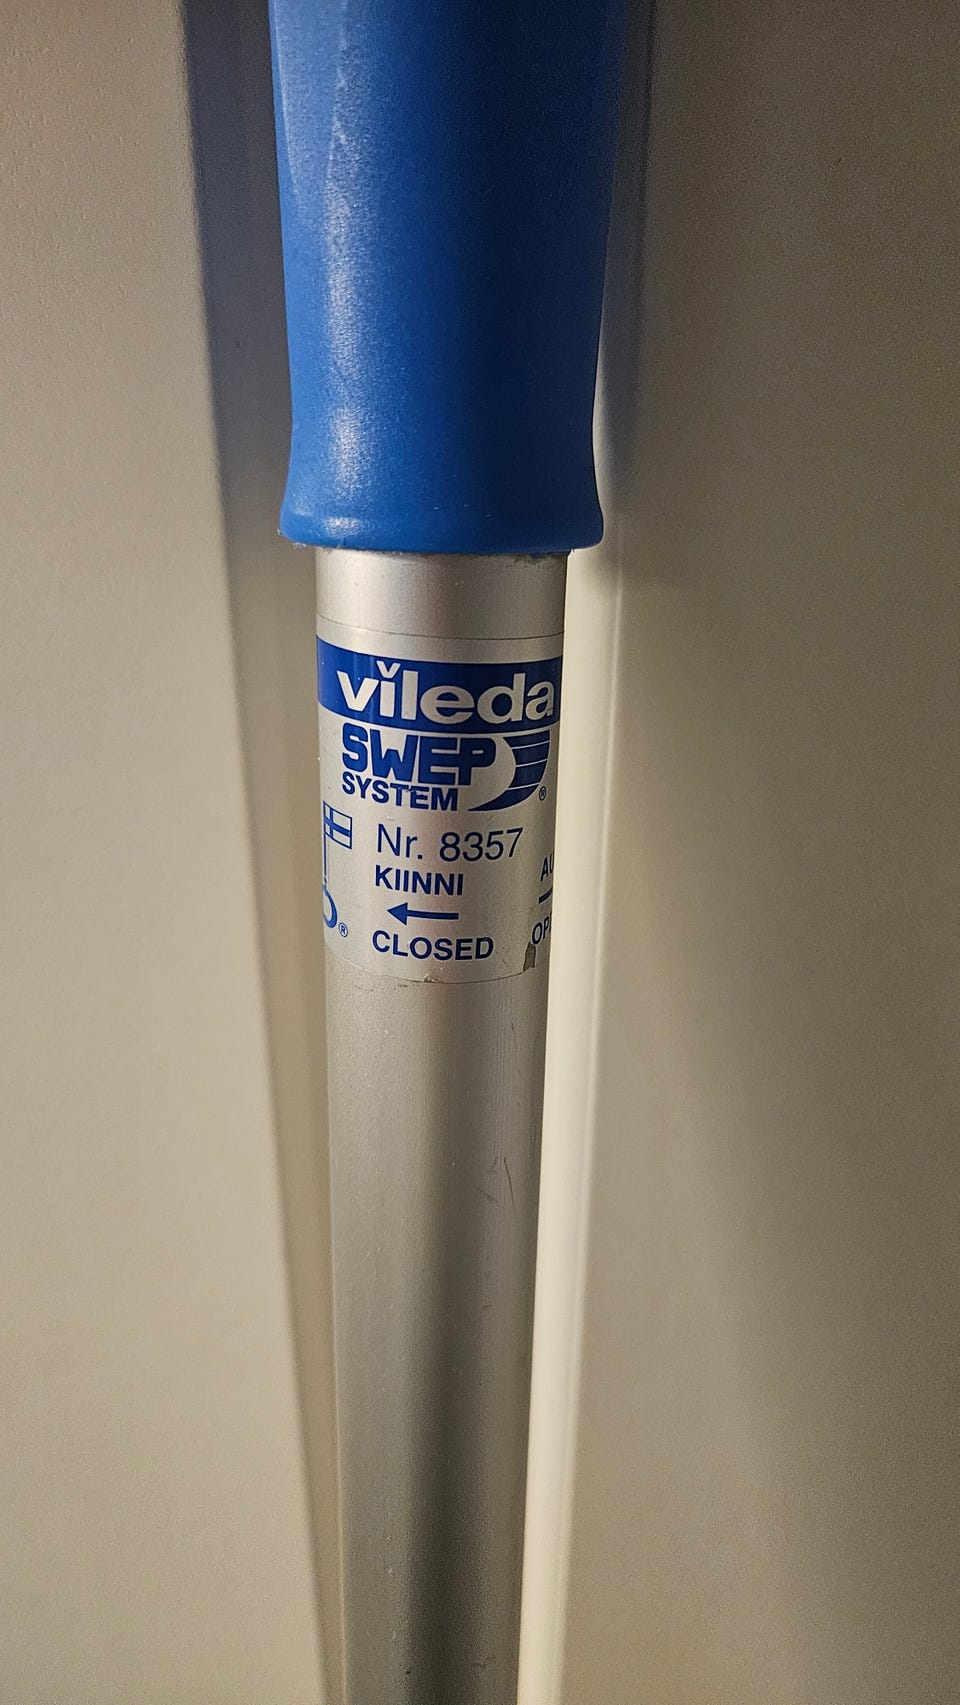 vileda
SWEP
SYSTEM
®
Nr. 8357
KIINNI
CLOSED
®